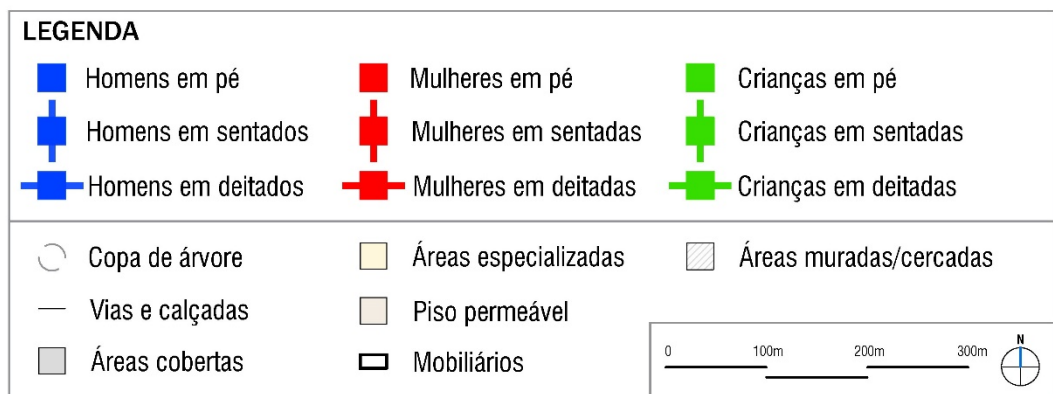 LEGENDA
Homens em pé
Mulheres em pé
Crianças em pé
Homens em sentados
Mulheres em sentadas
Crianças em sentadas
Homens em deitados
Mulheres em deitadas
Crianças em deitadas
Copa de árvore
Áreas especializadas
Áreas muradas/cercadas
Vias e calçadas
Piso permeável
Áreas cobertas
Mobiliários
0 100m 200m 300m
N